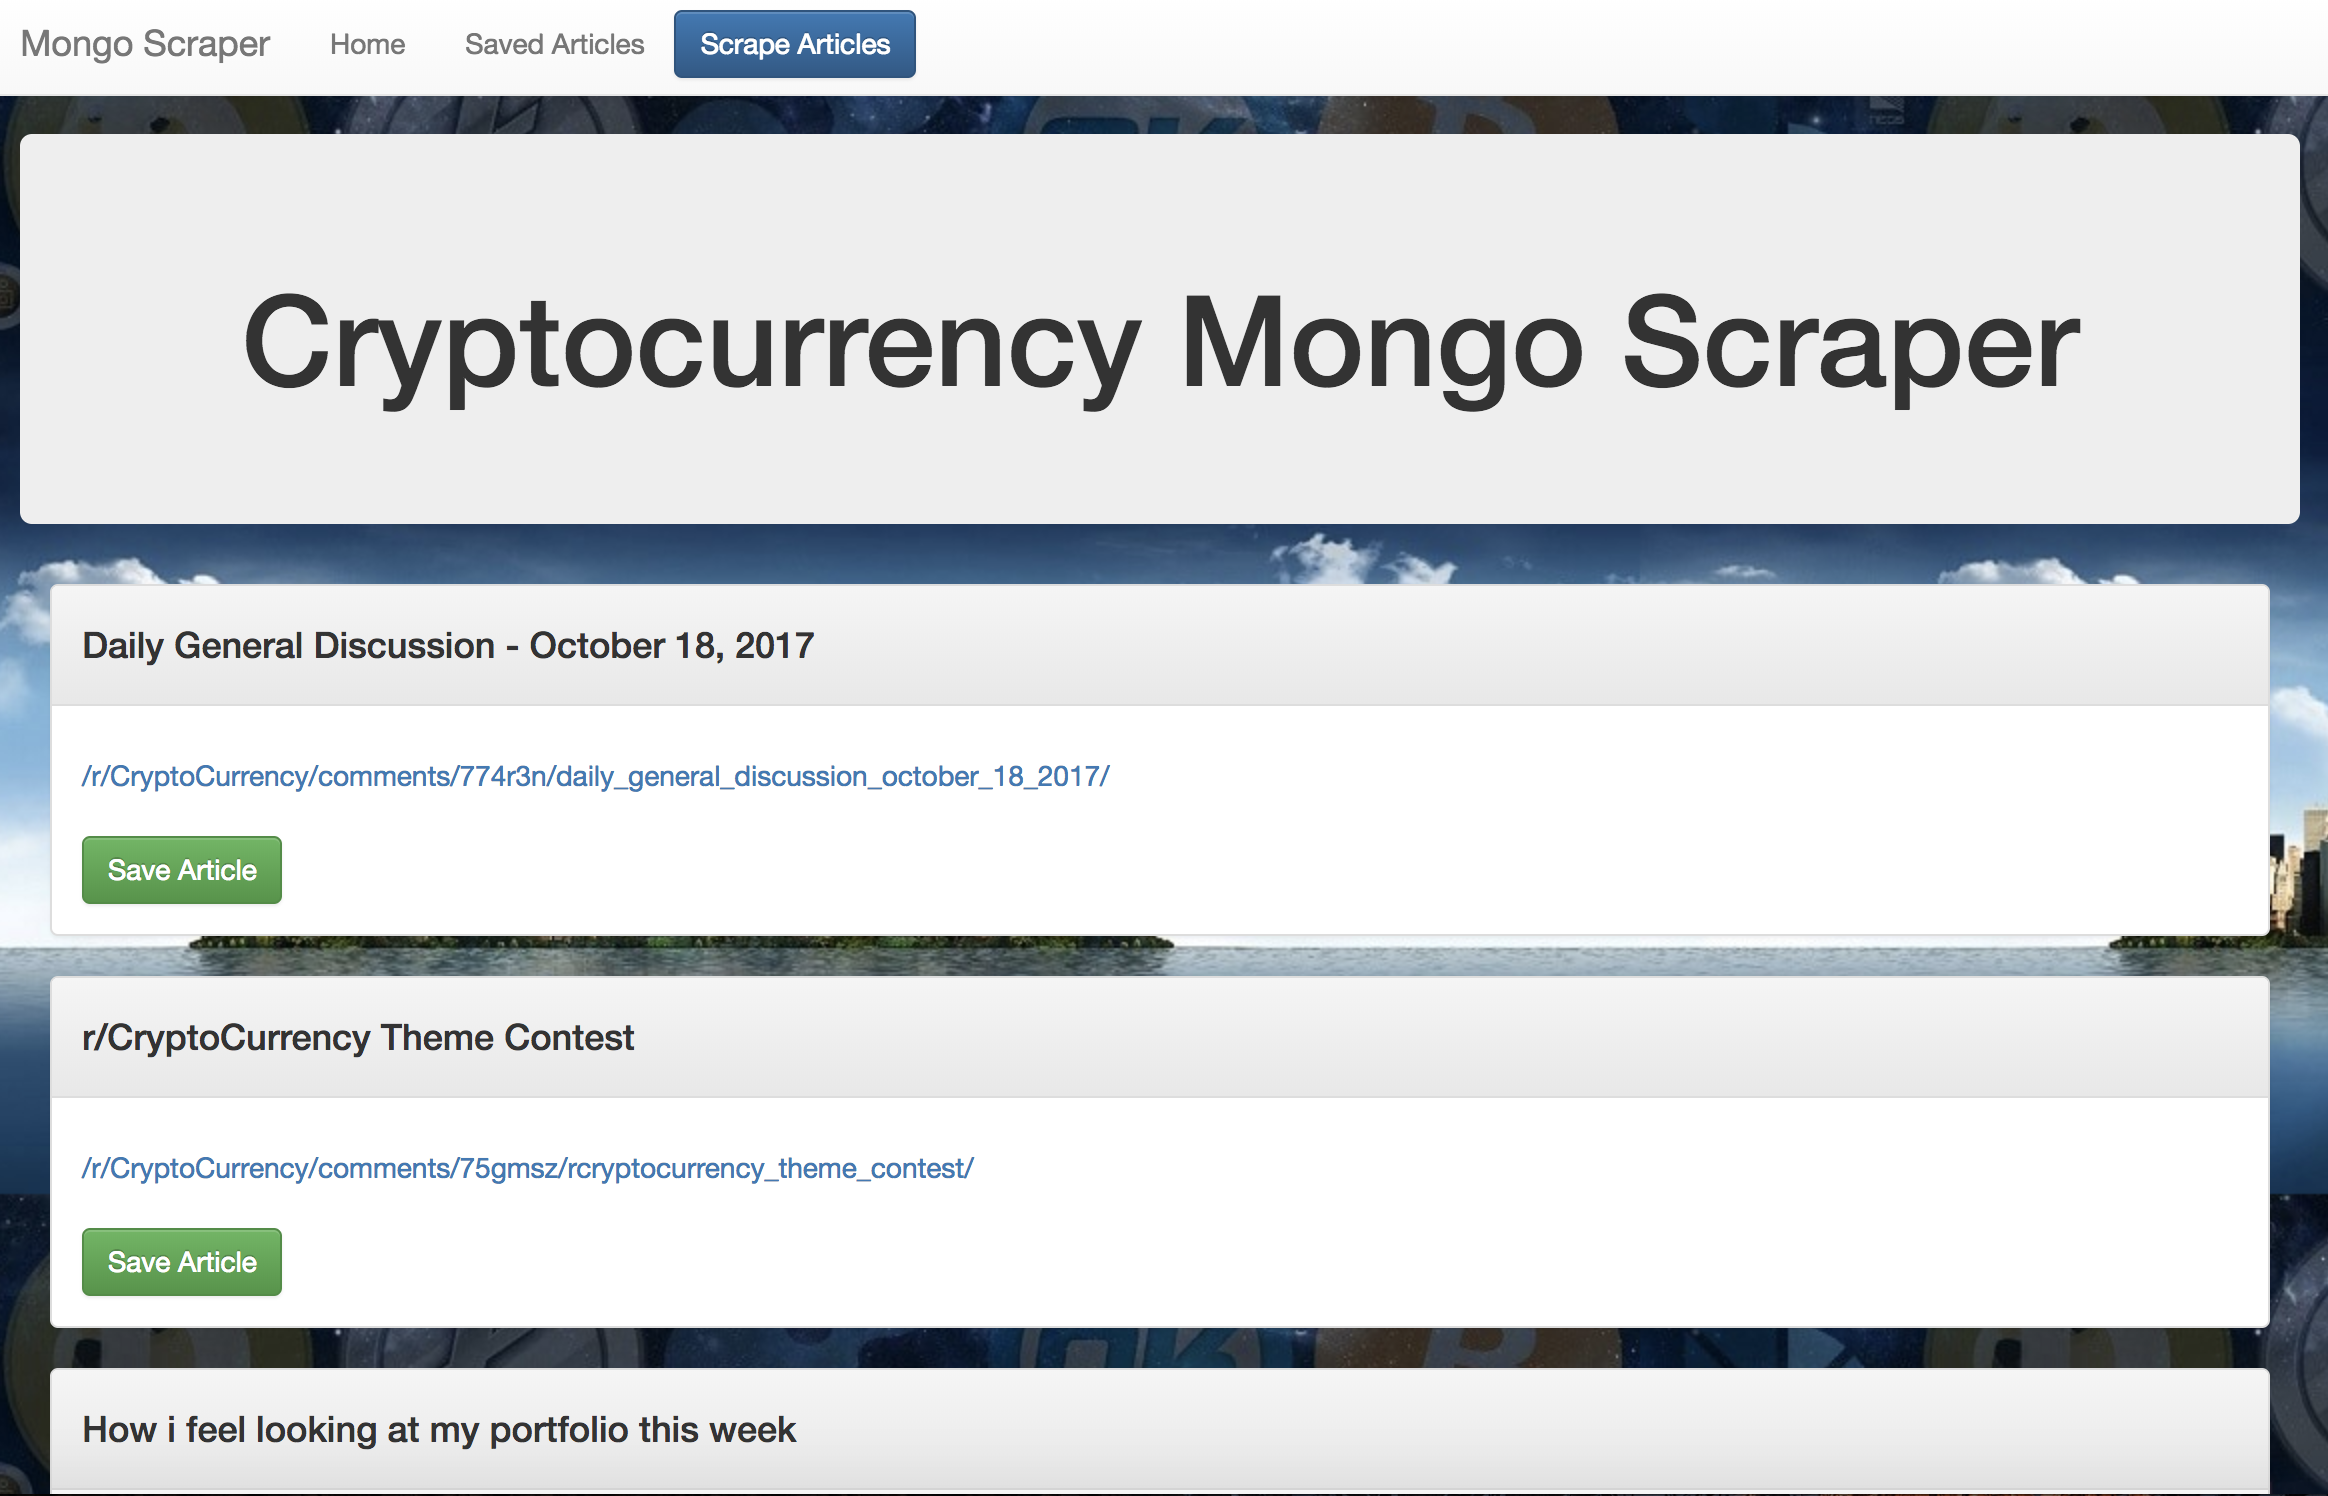 Mongo Scraper Home Saved Articles Scrape Articles
NEOS
Cryptocurrency Mongo Scraper
Daily General Discussion - October 18, 2017
/r/CryptoCurrency/comments/774r3n/daily_general_discussion_october_18_2017/
Save Article
r/CryptoCurrency Theme Contest
/r/CryptoCurrency/comments/75gmsz/rcryptocurrency_theme_contest/
Save Article
How i feel looking at my portfolio this week